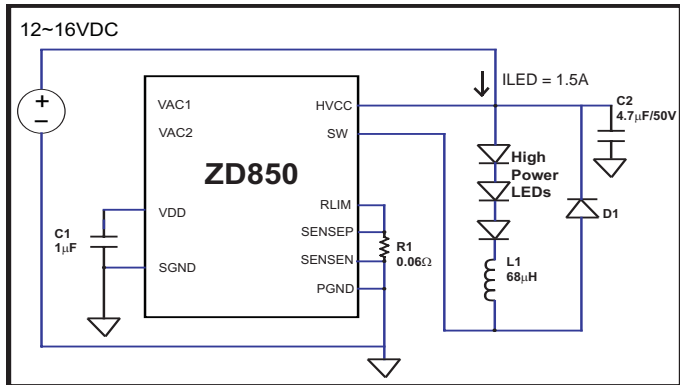 12~16VDC
ILED = 1.5A
C2
4.7µF/50V
VAC1
HVCC
VAC2
SW
+
−
ZD850
High
Power
LEDs
D1
VDD
RLIM
C1
1µF
SENSEP
R1
0.06Ω
SENSEN
SGND
L1
68µH
PGND